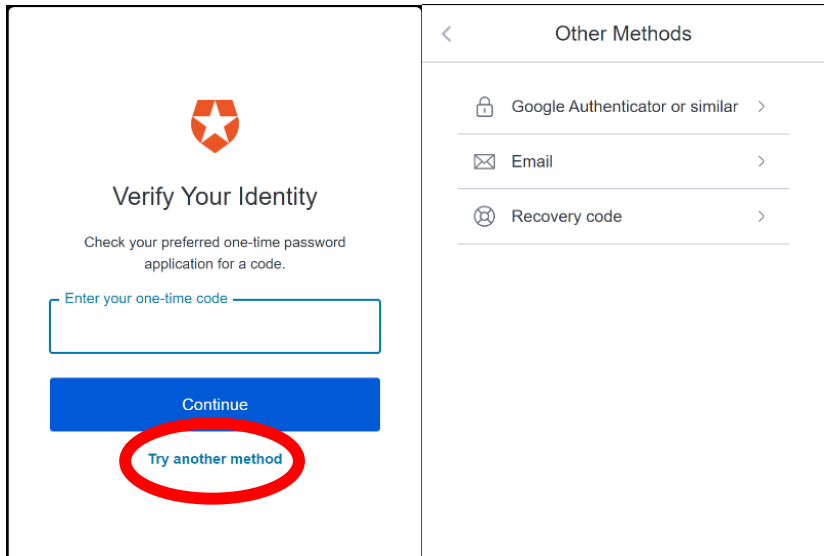 Verify Your Identity
Check your preferred one-time password
application for a code.
Enter your one-time code
Continue
Try another method
Other Methods
Google Authenticator or similar
Email
Recovery code